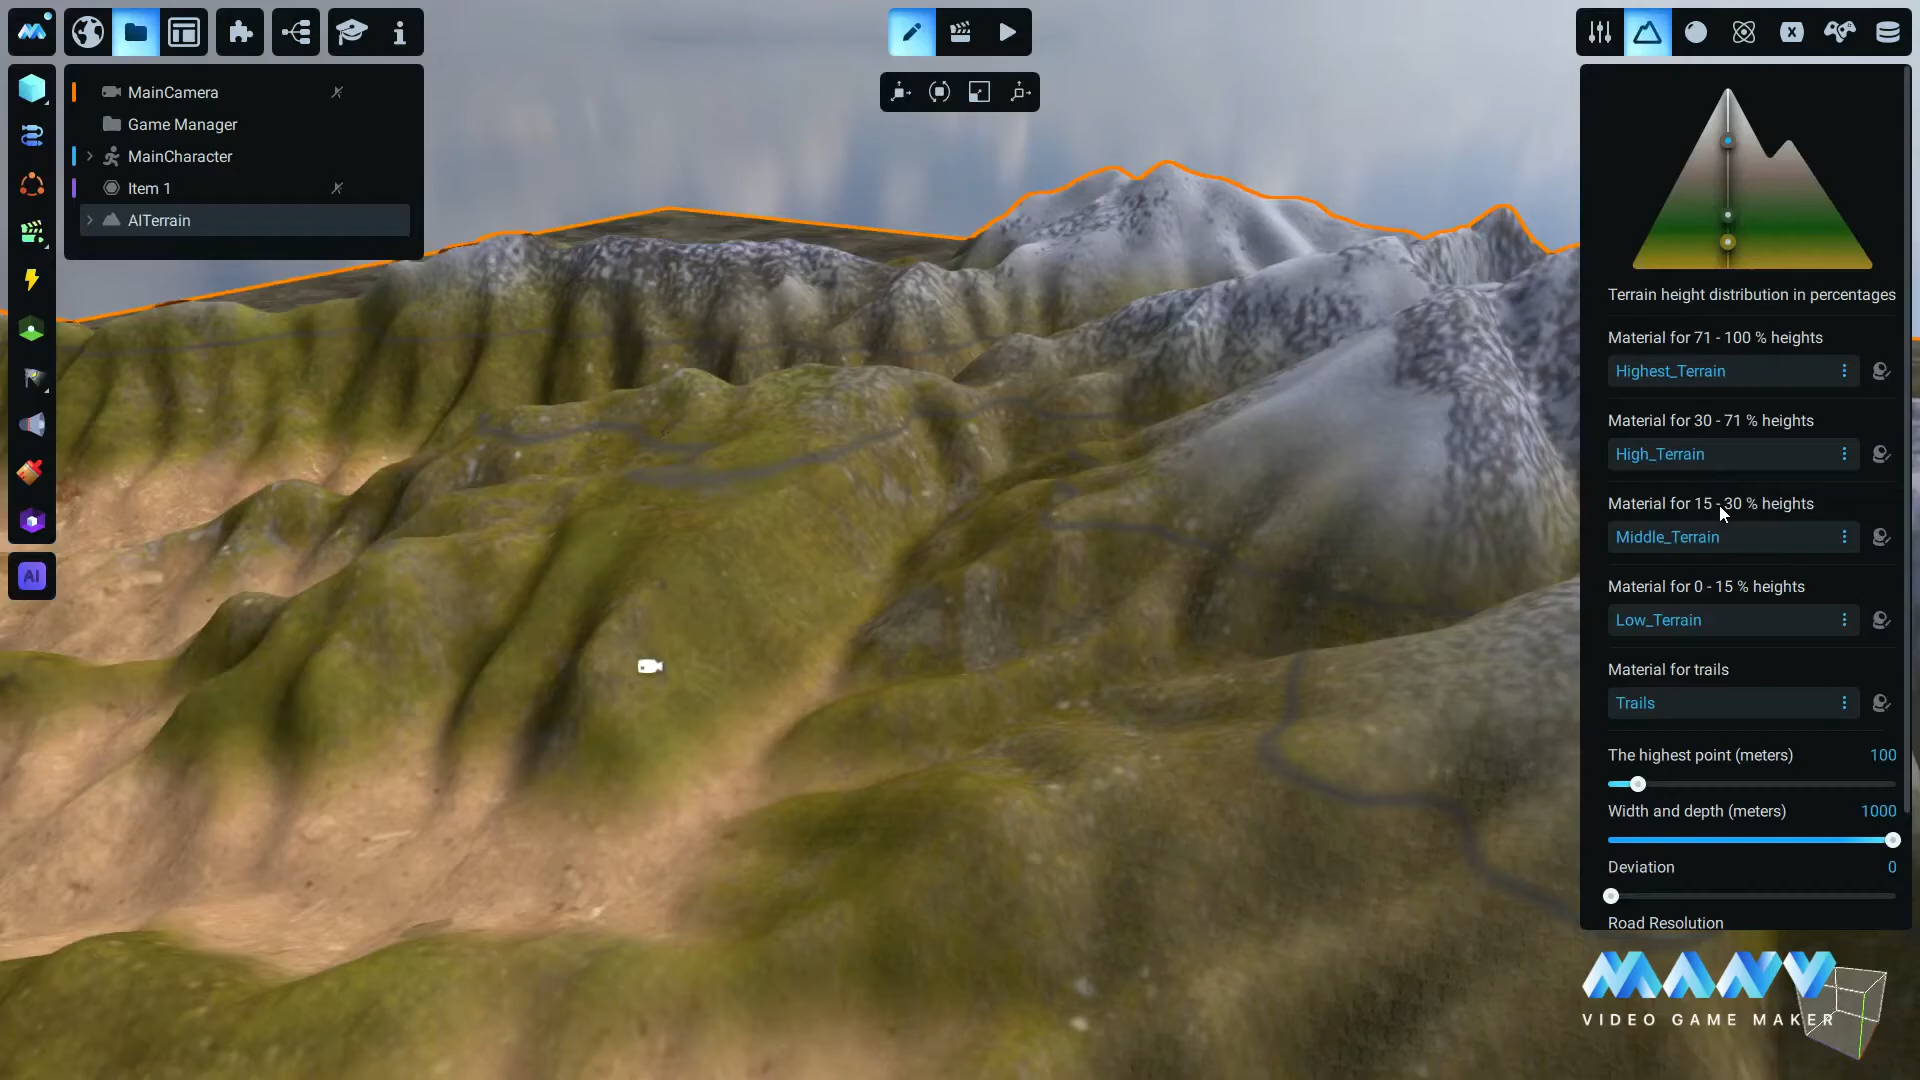 MainCamera
Game Manager
MainCharacter
Item 1
AITerrain
AI
Terrain height distribution in percentages
Material for 71 - 100 % heights
Highest_Terrain
Material for 30 - 71 % heights
High_Terrain
Material for 15 - 30 % heights
Middle_Terrain
Material for 0 - 15 % heights
Low_Terrain
Material for trails
Trails
The highest point (meters) 100
Width and depth (meters) 1000
Deviation 0
Road Resolution
MANV
VIDEO GAME MAKER